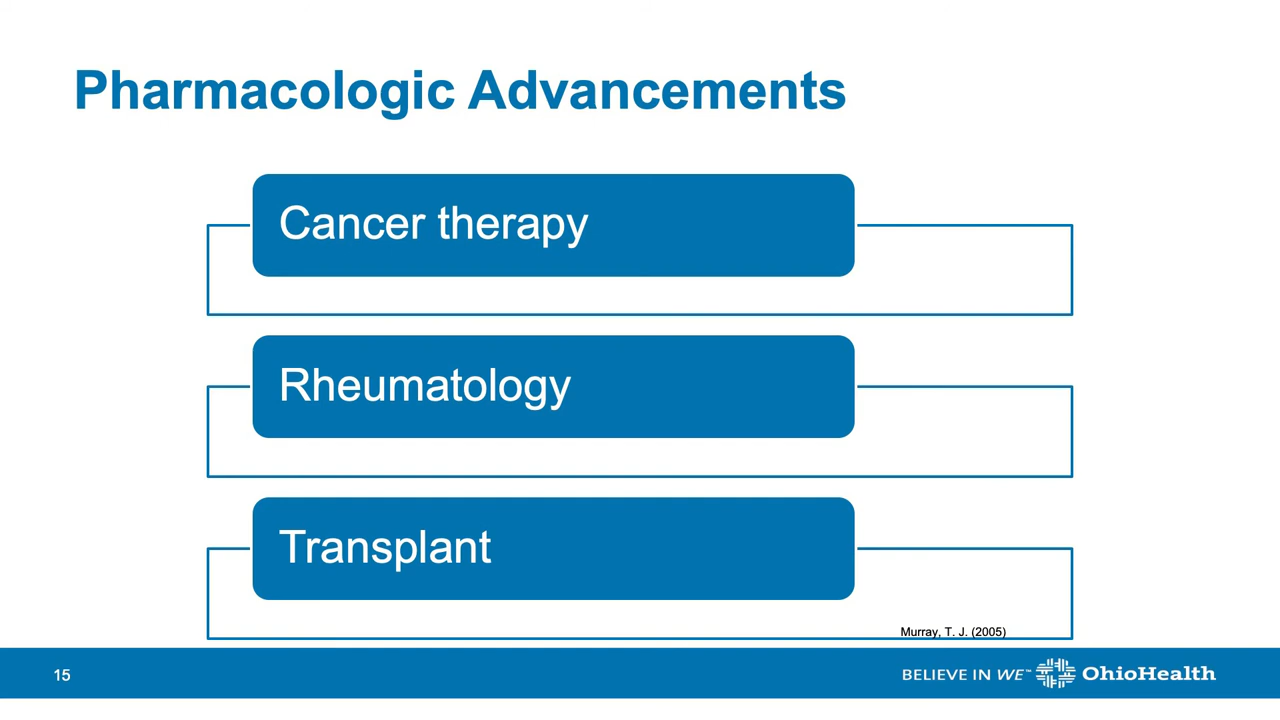 Pharmacologic Advancements
Cancer therapy
Rheumatology
Transplant
Murray, T. J. (2005)
15
BELIEVE IN WE™ OhioHealth